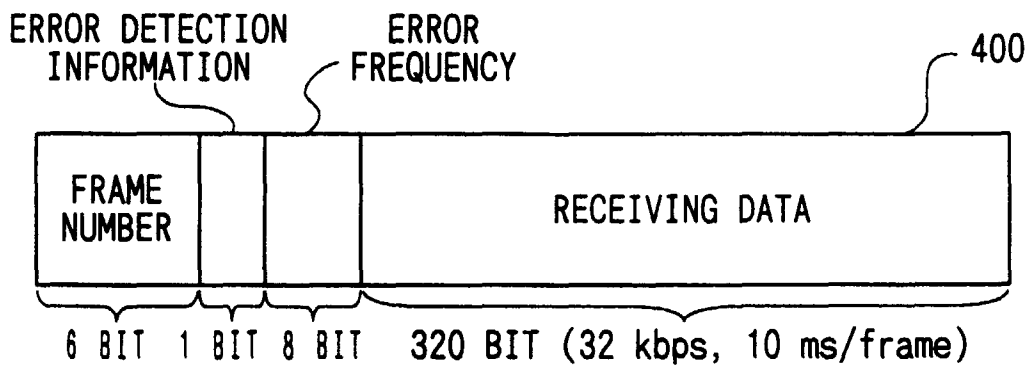 ERROR DETECTION
INFORMATION
ERROR
FREQUENCY
400
FRAME
NUMBER
RECEIVING DATA
6 BIT
1 BIT
8 BIT
320 BIT (32 kbps, 10 ms/frame)